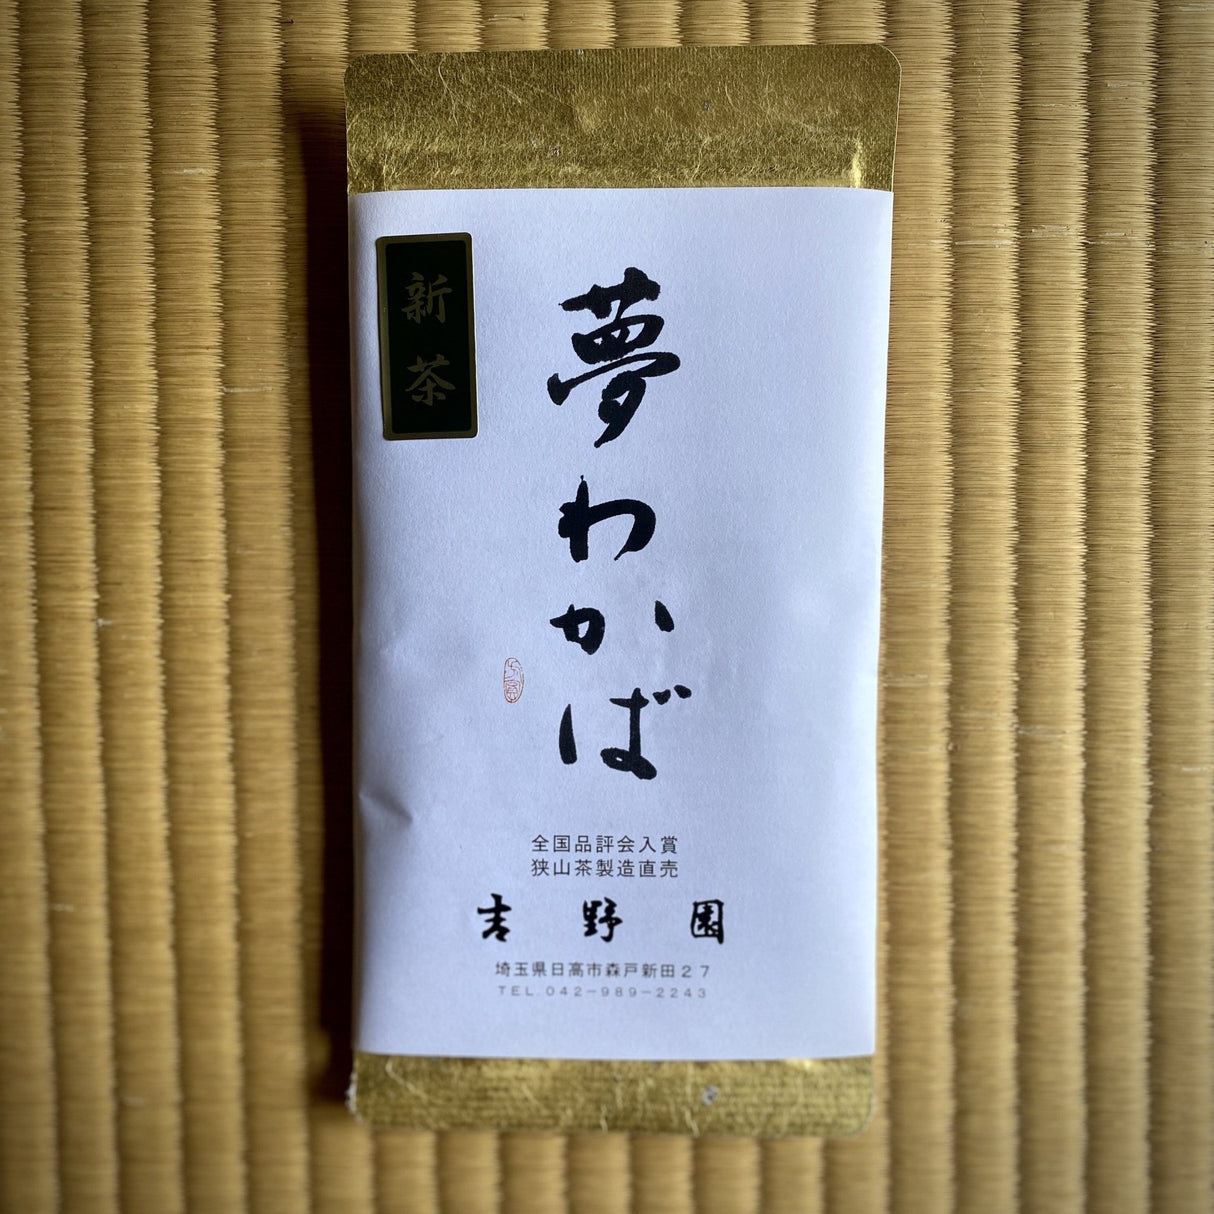 新茶
夢わかば
全国品評会入賞
狭山茶製造直売
吉野園
埼玉県日高市森戸新田27
TEL.042-989-2243